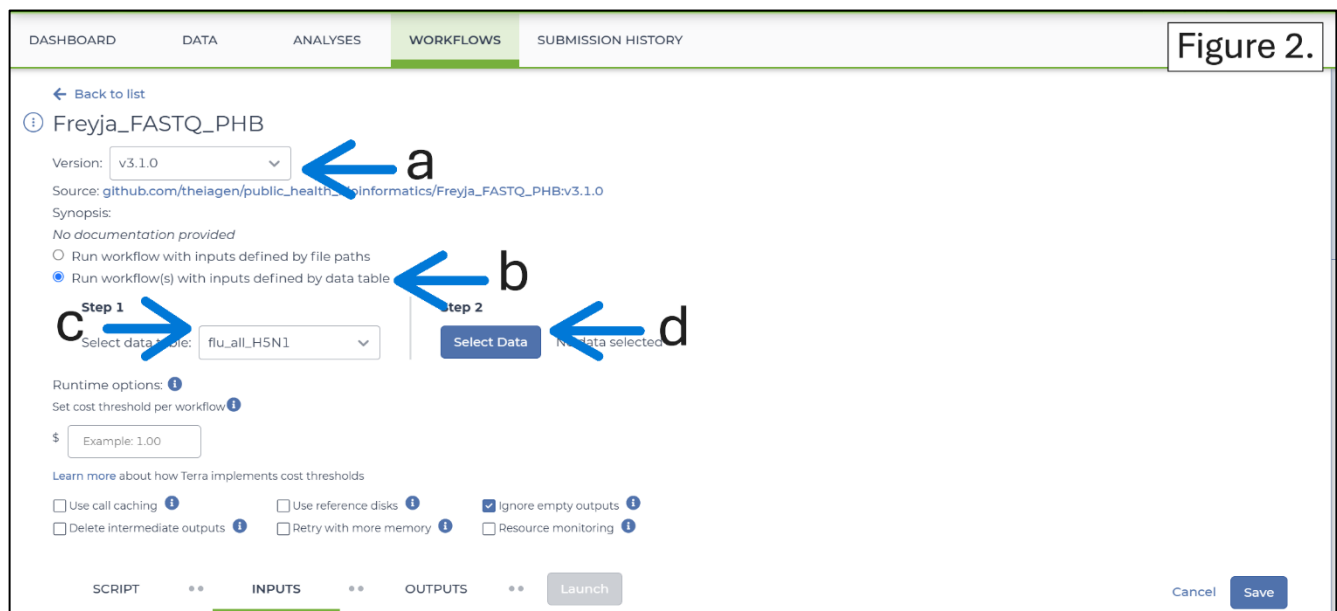 DASHBOARD DATA ANALYSES WORKFLOWS SUBMISSION HISTORY
Figure 2.
Back to list
Freyja_FASTQ_PHB
Version: v3.1.0
a
Source: github.com/theiagen/public_health_bioinformatics/Freyja_FASTQ_PHB:v3.1.0
Synopsis:
No documentation provided
Run workflow with inputs defined by file paths
Run workflow(s) with inputs defined by data table
b
Step 1 Step 2
c
Select data table: flu_all_H5N1 Select Data No data selected
d
Runtime options:
Set cost threshold per workflow
$ Example: 1.00
Learn more about how Terra implements cost thresholds
Use call caching Use reference disks Ignore empty outputs
Delete intermediate outputs Retry with more memory Resource monitoring
SCRIPT INPUTS OUTPUTS Launch Cancel Save